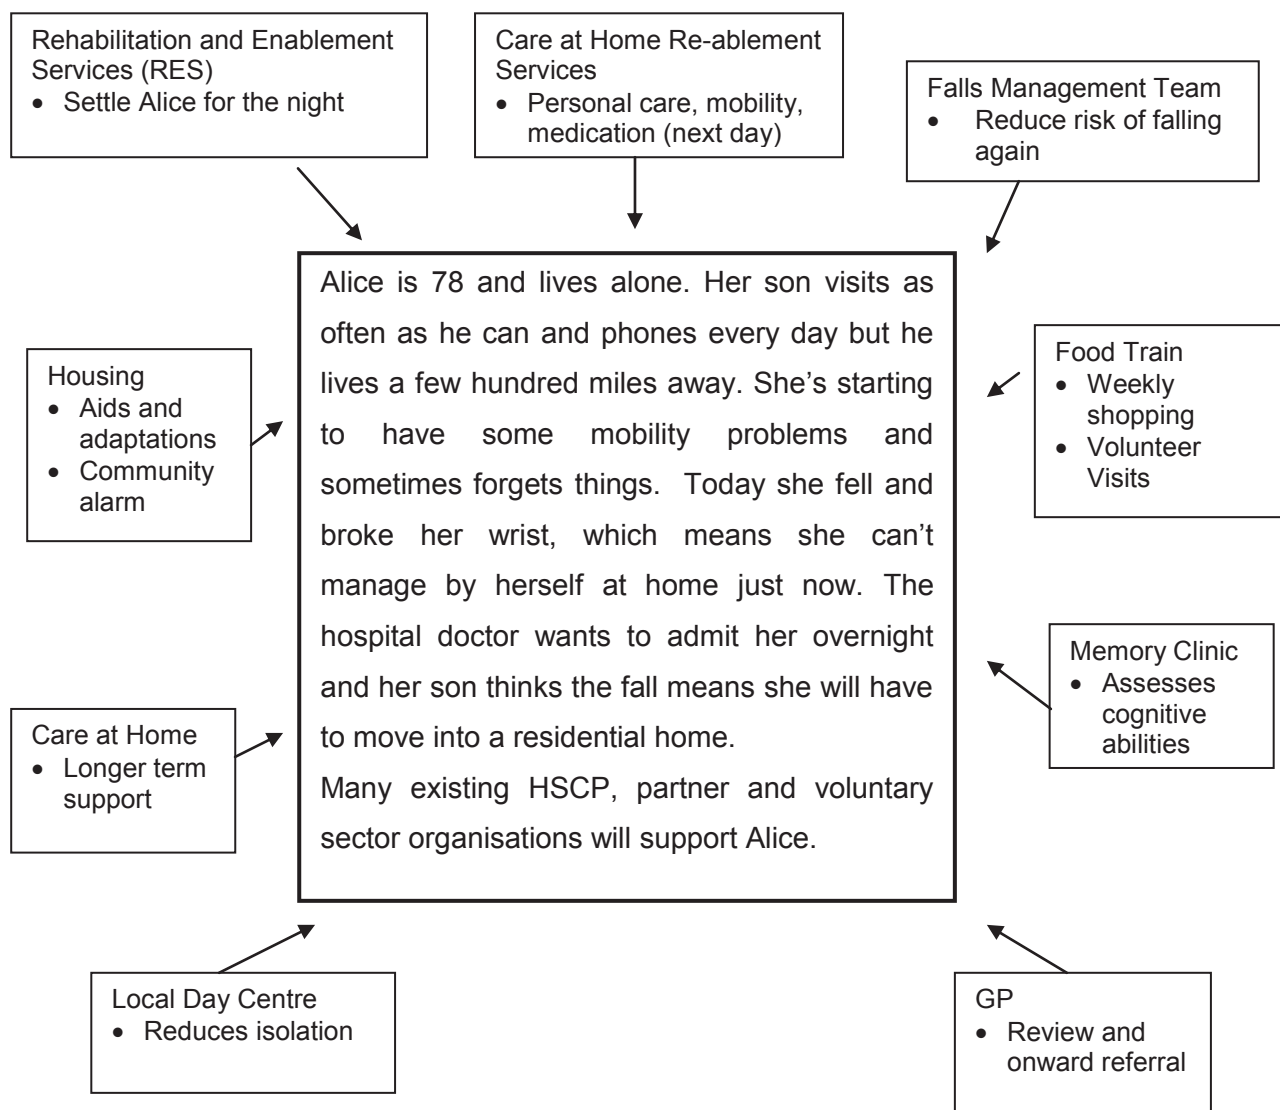 Rehabilitation and Enablement
Services (RES)
• Settle Alice for the night
Care at Home Re-ablement
Services
• Personal care, mobility,
medication (next day)
Falls Management Team
• Reduce risk of falling
again
Alice is 78 and lives alone. Her son visits as
often as he can and phones every day but he
lives a few hundred miles away. She’s starting
to have some mobility problems and
sometimes forgets things. Today she fell and
broke her wrist, which means she can’t
manage by herself at home just now. The
hospital doctor wants to admit her overnight
and her son thinks the fall means she will have
to move into a residential home.
Many existing HSCP, partner and voluntary
sector organisations will support Alice.
Housing
• Aids and
adaptations
• Community
alarm
Food Train
• Weekly
shopping
• Volunteer
Visits
Care at Home
• Longer term
support
Memory Clinic
• Assesses
cognitive
abilities
Local Day Centre
• Reduces isolation
GP
• Review and
onward referral